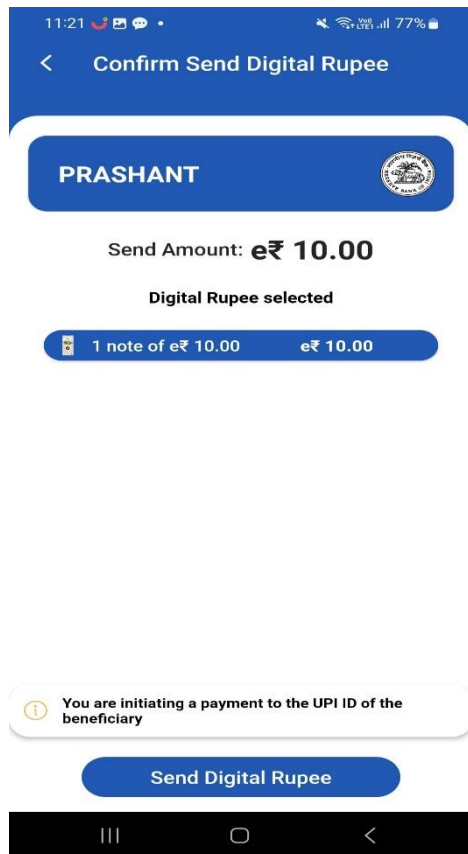 11:21
77%
Confirm Send Digital Rupee
PRASHANT
Send Amount: e₹ 10.00
Digital Rupee selected
1 note of e₹ 10.00 e₹ 10.00
You are initiating a payment to the UPI ID of the
beneficiary
Send Digital Rupee